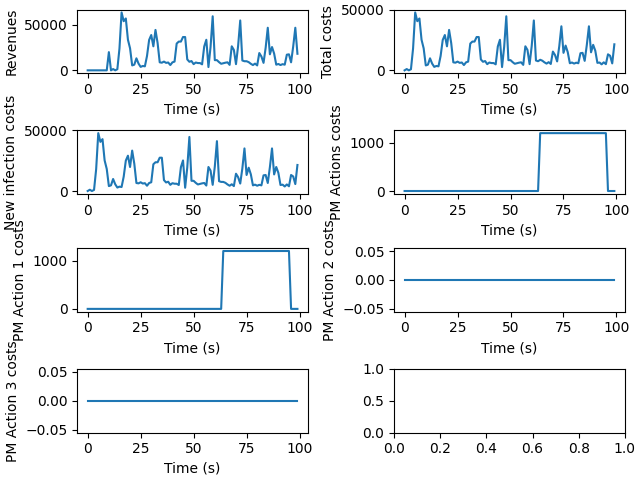 Revenues
50000
0
0 25 50 75 100
Time (s)
Total costs
50000
0
0 25 50 75 100
Time (s)
New infection costs
50000
0
0 25 50 75 100
Time (s)
PM Actions costs
1000
0
0 25 50 75 100
Time (s)
PM Action 1 costs
1000
0
0 25 50 75 100
Time (s)
PM Action 2 costs
0.05
0.00
−0.05
0 25 50 75 100
Time (s)
PM Action 3 costs
0.05
0.00
−0.05
0 25 50 75 100
Time (s)
1.0
0.5
0.0
0.0 0.2 0.4 0.6 0.8 1.0